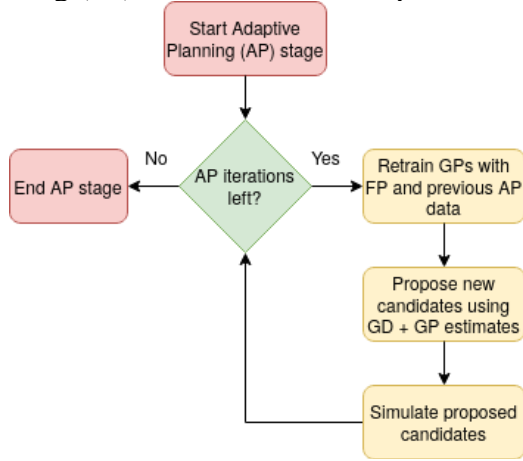 Start Adaptive
Planning (AP) stage
No
Yes
AP iterations
left?
End AP stage
Retrain GPs with
FP and previous AP
data
Propose new
candidates using
GD + GP estimates
Simulate proposed
candidates